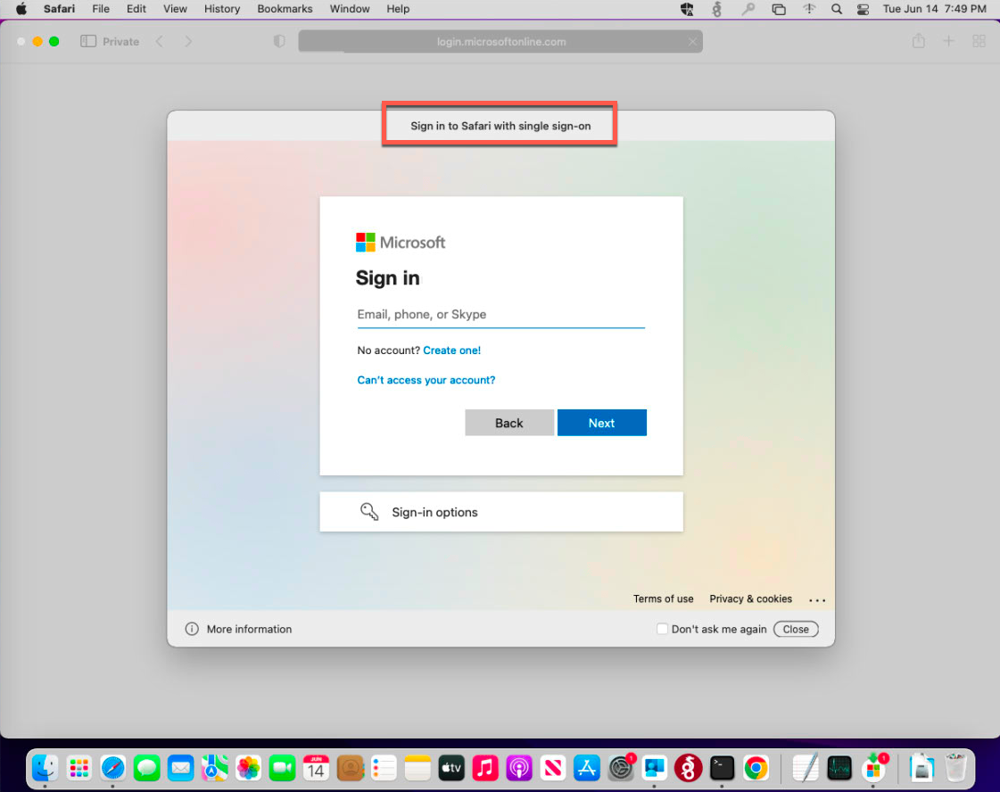 Safari File Edit View History Bookmarks Window Help Tue Jun 14 7:49 PM
Private login.microsoftonline.com
Sign in to Safari with single sign-on
Microsoft
Sign in
Email, phone, or Skype
No account? Create one!
Can't access your account?
Back Next
Sign-in options
Terms of use Privacy & cookies ...
More information Don't ask me again Close
JUN
14
tv
1
1